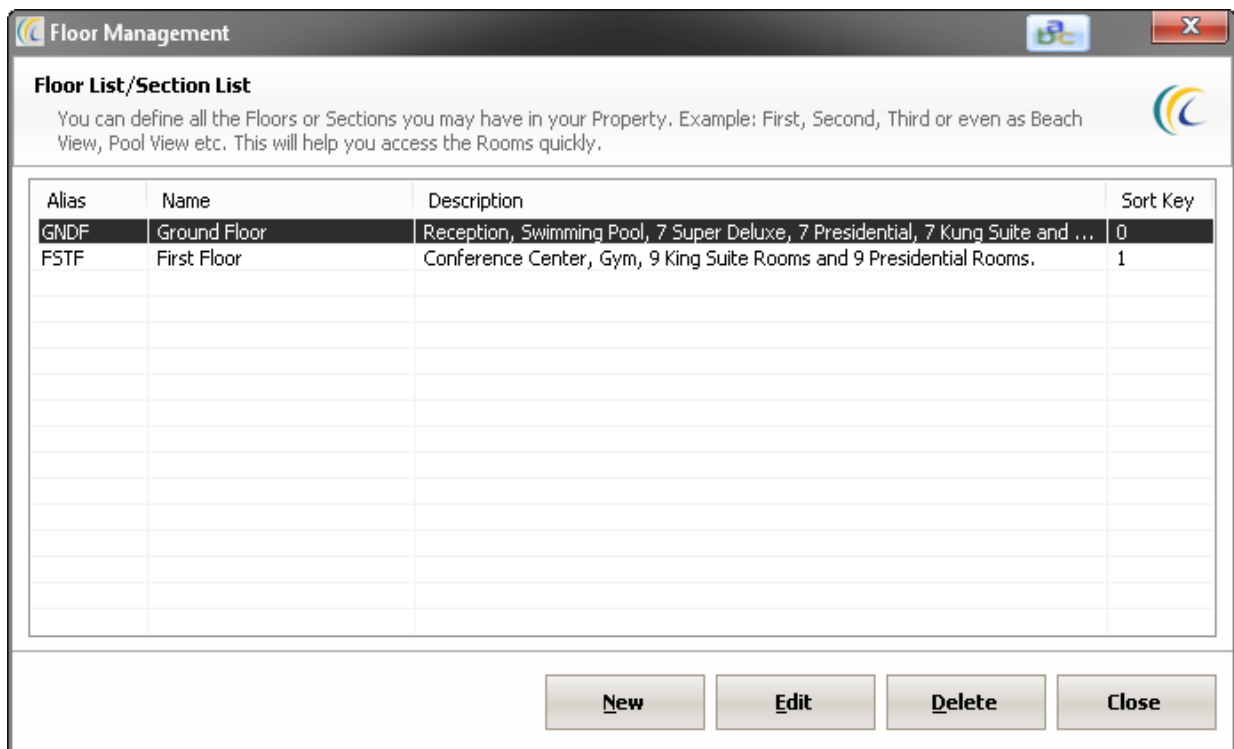 Floor Management
Floor List/Section List
You can define all the Floors or Sections you may have in your Property. Example: First, Second, Third or even as Beach
View, Pool View etc. This will help you access the Rooms quickly.
Alias Name Description Sort Key
GNDF Ground Floor Reception, Swimming Pool, 7 Super Deluxe, 7 Presidential, 7 Kung Suite and ... 0
FSTF First Floor Conference Center, Gym, 9 King Suite Rooms and 9 Presidential Rooms. 1
New Edit Delete Close